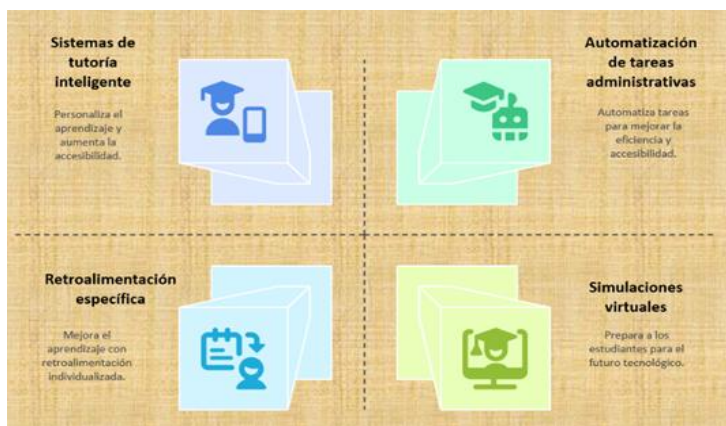 Sistemas de
tutoría
inteligente
Personaliza el
aprendizaje y
aumenta la
accesibilidad.
Automatización
de tareas
administrativas
Automatiza tareas
para mejorar la
eficiencia y
accesibilidad.
Retroalimentación
específica
Mejora el
aprendizaje con
retroalimentación
individualizada.
Simulaciones
virtuales
Prepara a los
estudiantes para el
futuro tecnológico.